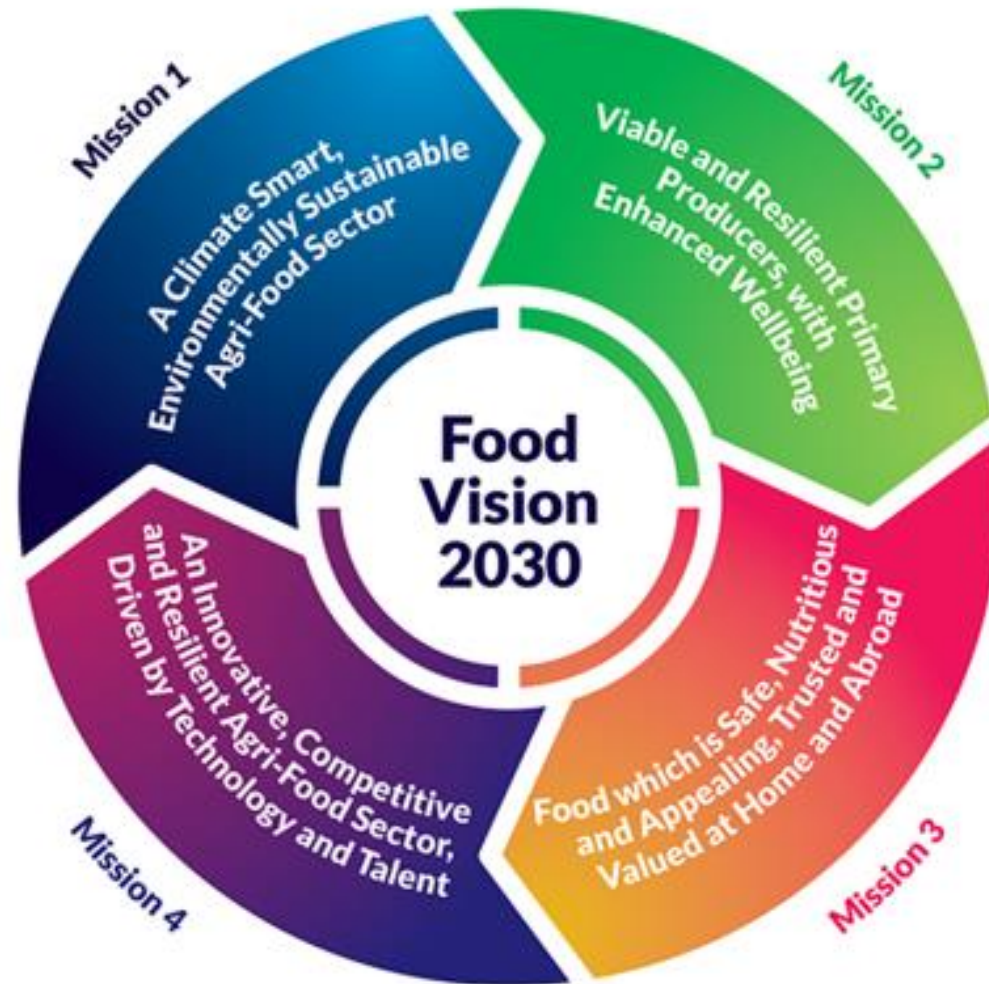 Mission 1
A Climate Smart,
Environmentally Sustainable
Agri-Food Sector
Mission 2
Viable and Resilient Primary
Producers, with
Enhanced Wellbeing
Food
Vision
2030
Food which is Safe, Nutritious
and Appealing, Trusted and
Valued at Home and Abroad
Mission 3
An Innovative, Competitive
and Resilient Agri-Food Sector,
Driven by Technology and Talent
Mission 4